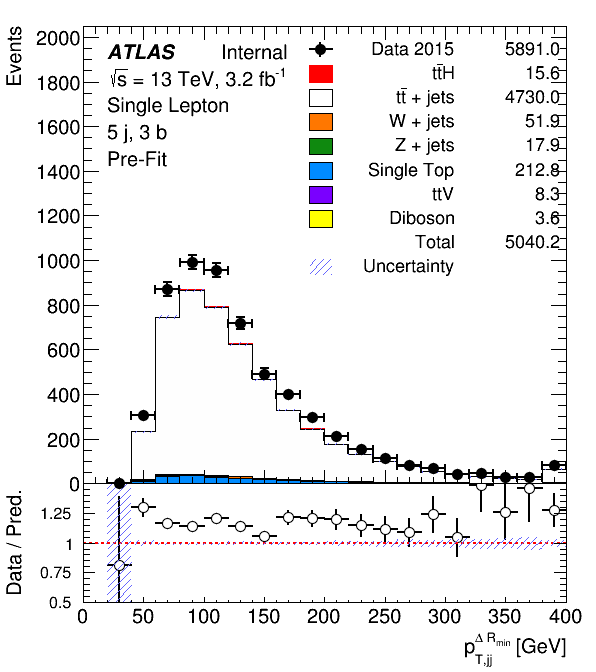 Events
2000
1800
1600
1400
1200
1000
800
600
400
200
0
ATLAS Internal
√s = 13 TeV, 3.2 fb⁻¹
Single Lepton
5 j, 3 b
Pre-Fit
Data 2015 5891.0
tt̄H 15.6
tt̄ + jets 4730.0
W + jets 51.9
Z + jets 17.9
Single Top 212.8
ttV 8.3
Diboson 3.6
Total 5040.2
Uncertainty
Data / Pred.
1.25
1
0.75
0.5
0 50 100 150 200 250 300 350 400
p_{T,jj}^{Δ R_{min}} [GeV]